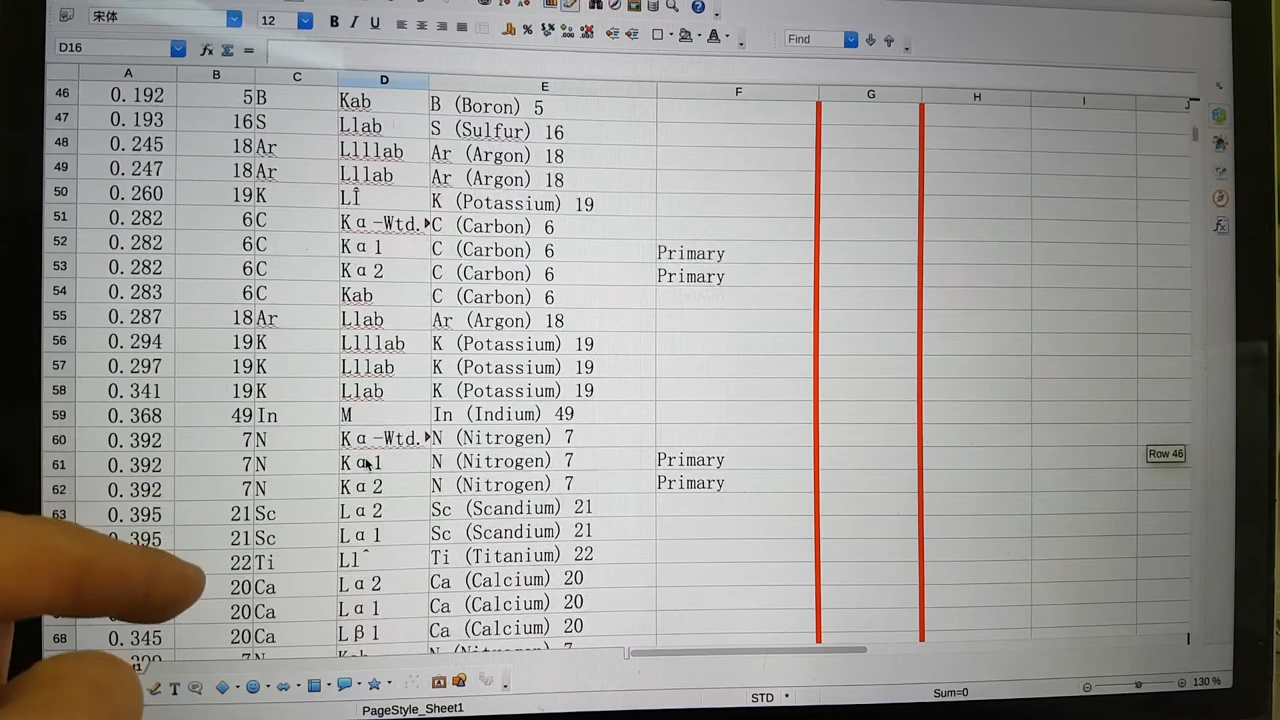 宋体 12 B I U A Find
D16 fx Σ =
A B C D E F G H I J
46 0.192 5 B Kab B (Boron) 5
47 0.193 16 S Llab S (Sulfur) 16
48 0.245 18 Ar Llllab Ar (Argon) 18
49 0.247 18 Ar Lllab Ar (Argon) 18
50 0.260 19 K LÎ K (Potassium) 19
51 0.282 6 C Kα-Wtd. C (Carbon) 6
52 0.282 6 C Kα1 C (Carbon) 6 Primary
53 0.282 6 C Kα2 C (Carbon) 6 Primary
54 0.283 6 C Kab C (Carbon) 6
55 0.287 18 Ar Llab Ar (Argon) 18
56 0.294 19 K Llllab K (Potassium) 19
57 0.297 19 K Lllab K (Potassium) 19
58 0.341 19 K Llab K (Potassium) 19
59 0.368 49 In M In (Indium) 49
60 0.392 7 N Kα-Wtd. N (Nitrogen) 7
61 0.392 7 N Kα1 N (Nitrogen) 7 Primary
62 0.392 7 N Kα2 N (Nitrogen) 7 Primary
63 0.395 21 Sc Lα2 Sc (Scandium) 21
0.395 21 Sc Lα1 Sc (Scandium) 21
22 Ti Llˆ Ti (Titanium) 22
20 Ca Lα2 Ca (Calcium) 20
20 Ca Lα1 Ca (Calcium) 20
68 0.345 20 Ca Lβ1 Ca (Calcium) 20
Row 46
T
STD * Sum=0 130 %
PageStyle_Sheet1